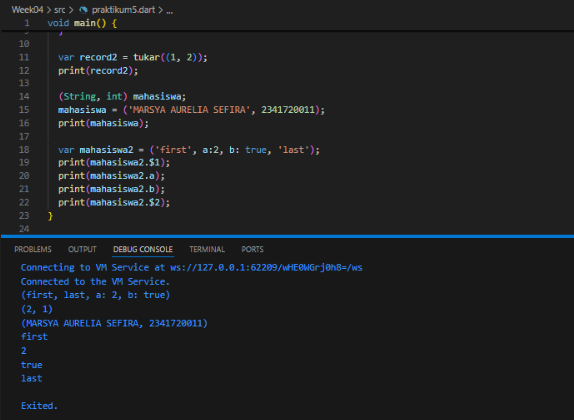 Week04 > src > praktikum5.dart > ...
1 void main() {
9 }
10
11 var record2 = tukar((1, 2));
12 print(record2);
13
14 (String, int) mahasiswa;
15 mahasiswa = ('MARSYA AURELIA SEFIRA', 2341720011);
16 print(mahasiswa);
17
18 var mahasiswa2 = ('first', a:2, b: true, 'last');
19 print(mahasiswa2.$1);
20 print(mahasiswa2.a);
21 print(mahasiswa2.b);
22 print(mahasiswa2.$2);
23 }
24
PROBLEMS OUTPUT DEBUG CONSOLE TERMINAL PORTS
Connecting to VM Service at ws://127.0.0.1:62209/wHE0WGrj0h8=/ws
Connected to the VM Service.
(first, last, a: 2, b: true)
(2, 1)
(MARSYA AURELIA SEFIRA, 2341720011)
first
2
true
last
Exited.